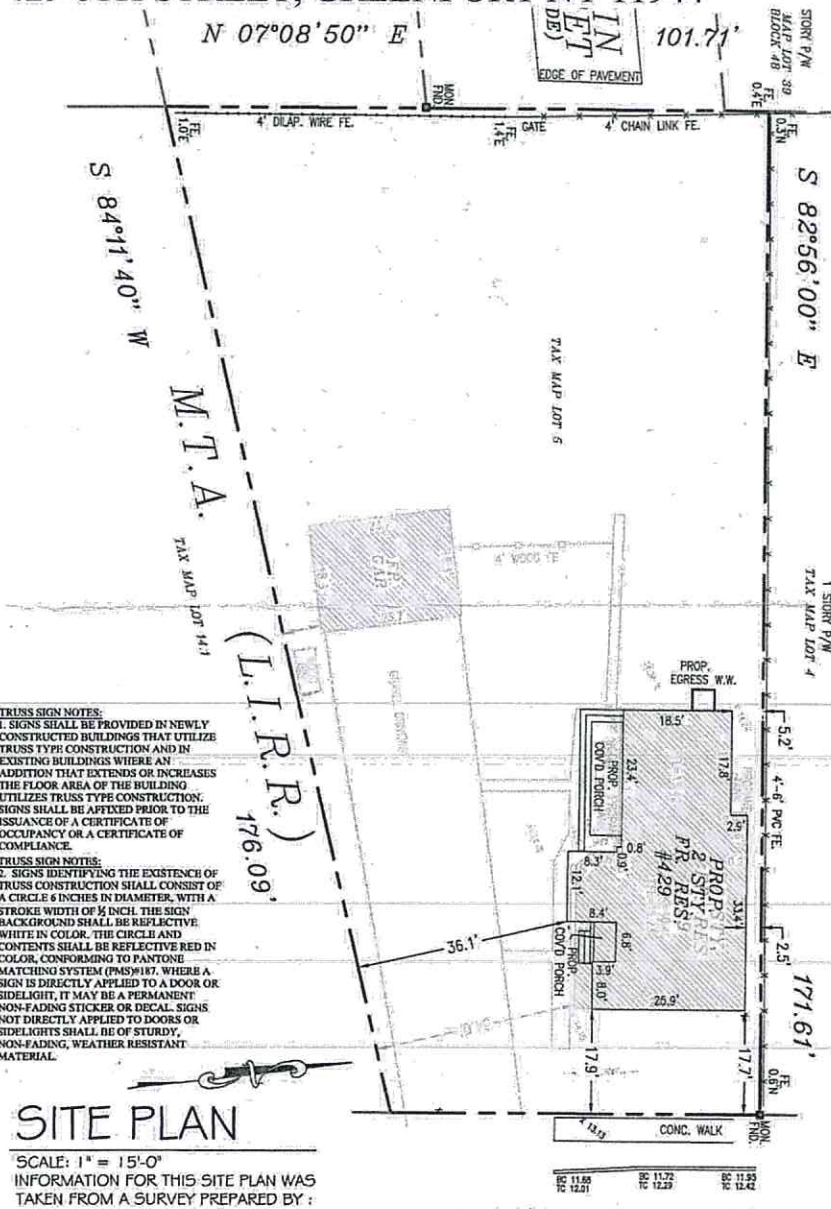 N 07°08'50" E
101.71'
EDGE OF PAVEMENT
STORY P/W
MAP LOT 39
BLOCK 48
MON.
FND.
FE.
0.4'E
FE.
0.3'N
FE.
1.0'E
4' DILAP. WIRE FE.
FE.
1.4'E
GATE
4' CHAIN LINK FE.
S 84°11'40" W
S 82°56'00" E
TAX MAP LOT 5
1 STORY P/W
TAX MAP LOT 4
M.T.A.
(L.I.R.R.)
176.09'
TAX MAP LOT 14.1
4' WOOD FE.
PROP.
EGRESS W.W.
18.5'
17.8'
5.2'
4'-6' PVC FE.
2.9'
23.4'
PROP.
COV'D PORCH
0.8'
0.9'
8.3'
12.1'
PROP.
2 STY
FR. RES.
#429
33.4'
2.5'
171.61'
8.4'
6.8'
3.9'
8.0'
PROP.
COV'D PORCH
36.1'
25.9'
17.9'
17.7'
FE.
0.6'N
MON.
FND.
CONC. WALK
BC 11.68
TC 12.01
BC 11.72
TC 12.29
BC 11.93
TC 12.42
TRUSS SIGN NOTES:
1. SIGNS SHALL BE PROVIDED IN NEWLY
CONSTRUCTED BUILDINGS THAT UTILIZE
TRUSS TYPE CONSTRUCTION AND IN
EXISTING BUILDINGS WHERE AN
ADDITION THAT EXTENDS OR INCREASES
THE FLOOR AREA OF THE BUILDING
UTILIZES TRUSS TYPE CONSTRUCTION.
SIGNS SHALL BE AFFIXED PRIOR TO THE
ISSUANCE OF A CERTIFICATE OF
OCCUPANCY OR A CERTIFICATE OF
COMPLIANCE.
TRUSS SIGN NOTES:
2. SIGNS IDENTIFYING THE EXISTENCE OF
TRUSS CONSTRUCTION SHALL CONSIST OF
A CIRCLE 6 INCHES IN DIAMETER, WITH A
STROKE WIDTH OF ½ INCH. THE SIGN
BACKGROUND SHALL BE REFLECTIVE
WHITE IN COLOR. THE CIRCLE AND
CONTENTS SHALL BE REFLECTIVE RED IN
COLOR, CONFORMING TO PANTONE
MATCHING SYSTEM (PMS)#187. WHERE A
SIGN IS DIRECTLY APPLIED TO A DOOR OR
SIDELIGHT, IT MAY BE A PERMANENT
NON-FADING STICKER OR DECAL. SIGNS
NOT DIRECTLY APPLIED TO DOORS OR
SIDELIGHTS SHALL BE OF STURDY,
NON-FADING, WEATHER RESISTANT
MATERIAL.
SITE PLAN
SCALE: 1" = 15'-0"
INFORMATION FOR THIS SITE PLAN WAS
TAKEN FROM A SURVEY PREPARED BY :